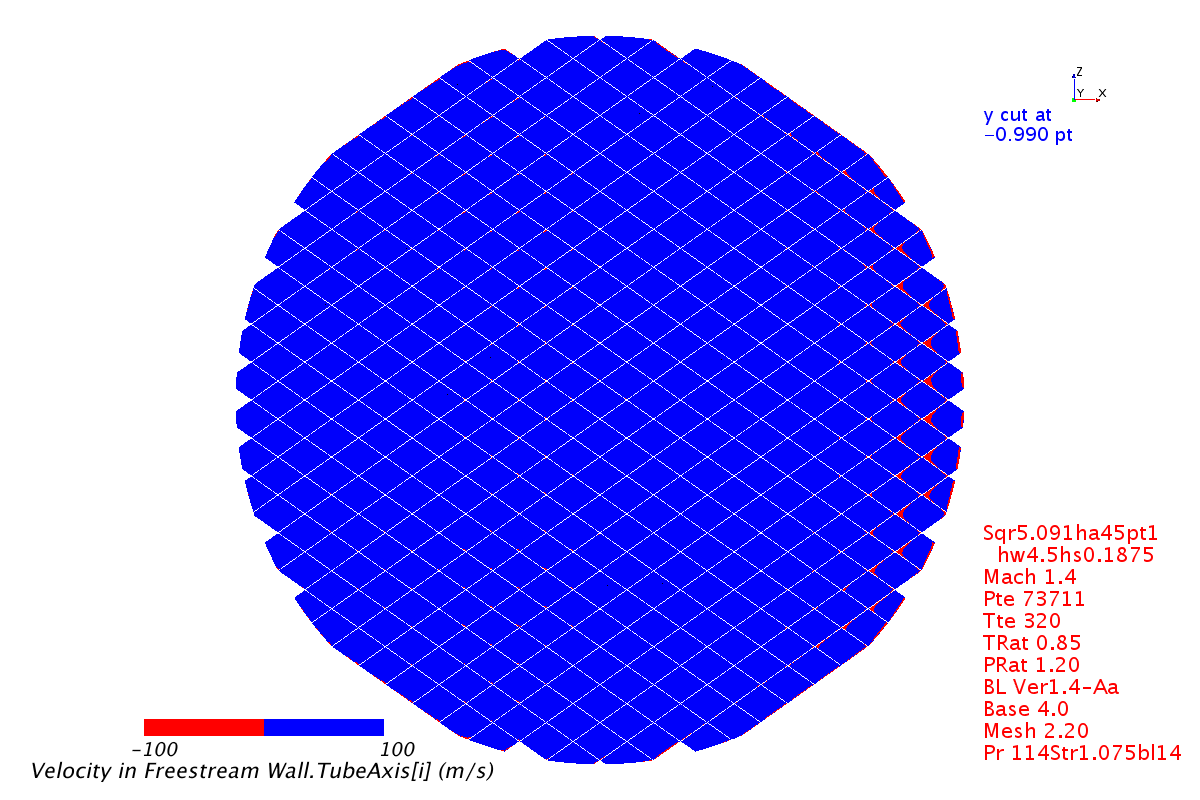 Z
Y X
y cut at
−0.990 pt
Sqr5.091ha45pt1
hw4.5hs0.1875
Mach 1.4
Pte 73711
Tte 320
TRat 0.85
PRat 1.20
BL Ver1.4−Aa
Base 4.0
Mesh 2.20
Pr 114Str1.075bl14
−100 100
Velocity in Freestream Wall.TubeAxis[i] (m/s)